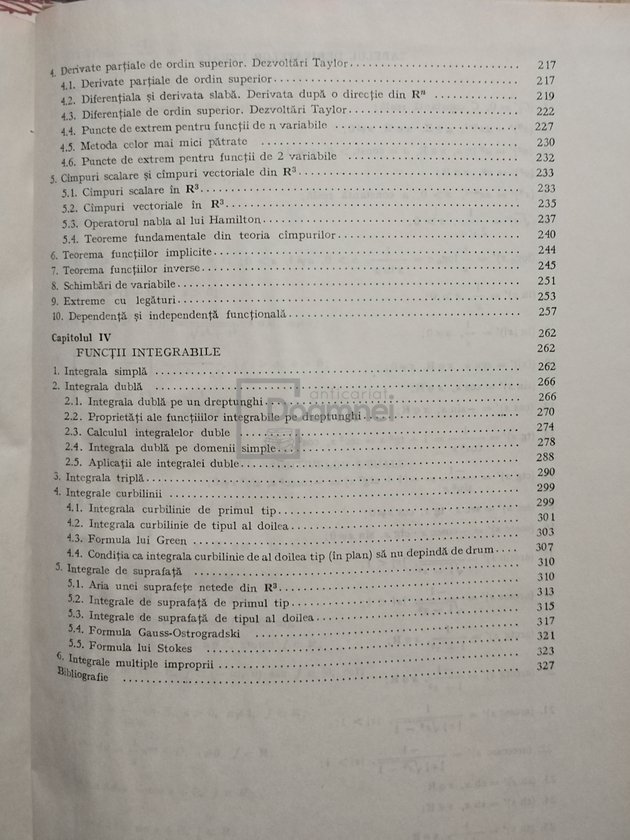 4. Derivate parțiale de ordin superior. Dezvoltări Taylor. 217
4.1. Derivate parțiale de ordin superior. 217
4.2. Diferențiala și derivata slabă. Derivata după o direcție din Rⁿ 219
4.3. Diferențiale de ordin superior. Dezvoltări Taylor. 222
4.4. Puncte de extrem pentru funcții de n variabile 227
4.5. Metoda celor mai mici pătrate 230
4.6. Puncte de extrem pentru funcții de 2 variabile 232
5. Cîmpuri scalare și cîmpuri vectoriale din R³. 233
5.1. Cîmpuri scalare în R³. 233
5.2. Cîmpuri vectoriale în R³. 235
5.3. Operatorul nabla al lui Hamilton. 237
5.4. Teoreme fundamentale din teoria cîmpurilor. 240
6. Teorema funcțiilor implicite. 244
7. Teorema funcțiilor inverse. 245
8. Schimbări de variabile. 251
9. Extreme cu legături. 253
10. Dependență și independență funcțională. 257
Capitolul IV 262
FUNCȚII INTEGRABILE 262
1. Integrala simplă 262
2. Integrala dublă 266
2.1. Integrala dublă pe un dreptunghi. 266
2.2. Proprietăți ale funcțiiilor integrabile pe dreptunghi. 270
2.3. Calculul integralelor duble 274
2.4. Integrala dublă pe domenii simple. 278
2.5. Aplicații ale integralei duble. 288
3. Integrala triplă. 290
4. Integrale curbilinii 299
4.1. Integrala curbilinie de primul tip. 299
4.2. Integrala curbilinie de tipul al doilea. 301
4.3. Formula lui Green 303
4.4. Condiția ca integrala curbilinie de al doilea tip (în plan) să nu depindă de drum. 307
5. Integrale de suprafață 310
5.1. Aria unei suprafețe netede din R³. 310
5.2. Integrale de suprafață de primul tip. 313
5.3. Integrale de suprafață de tipul al doilea. 315
5.4. Formula Gauss-Ostrogradski 317
5.5. Formula lui Stokes 321
6. Integrale multiple improprii 323
Bibliografie 327
anticariat
Doamnei